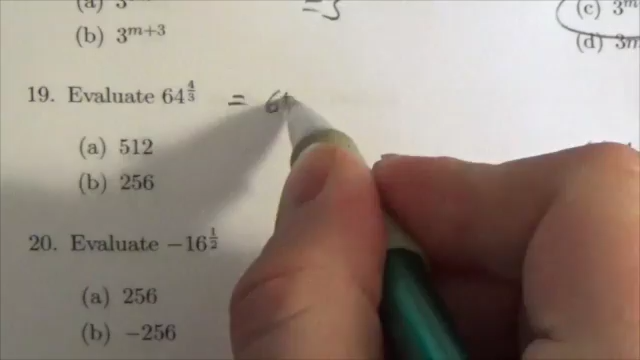 (a) 3
(b) 3^{m+3}
(c) 3^m
(d) 3m
19. Evaluate 64^{4/3} = 6
(a) 512
(b) 256
20. Evaluate −16^{1/2}
(a) 256
(b) −256